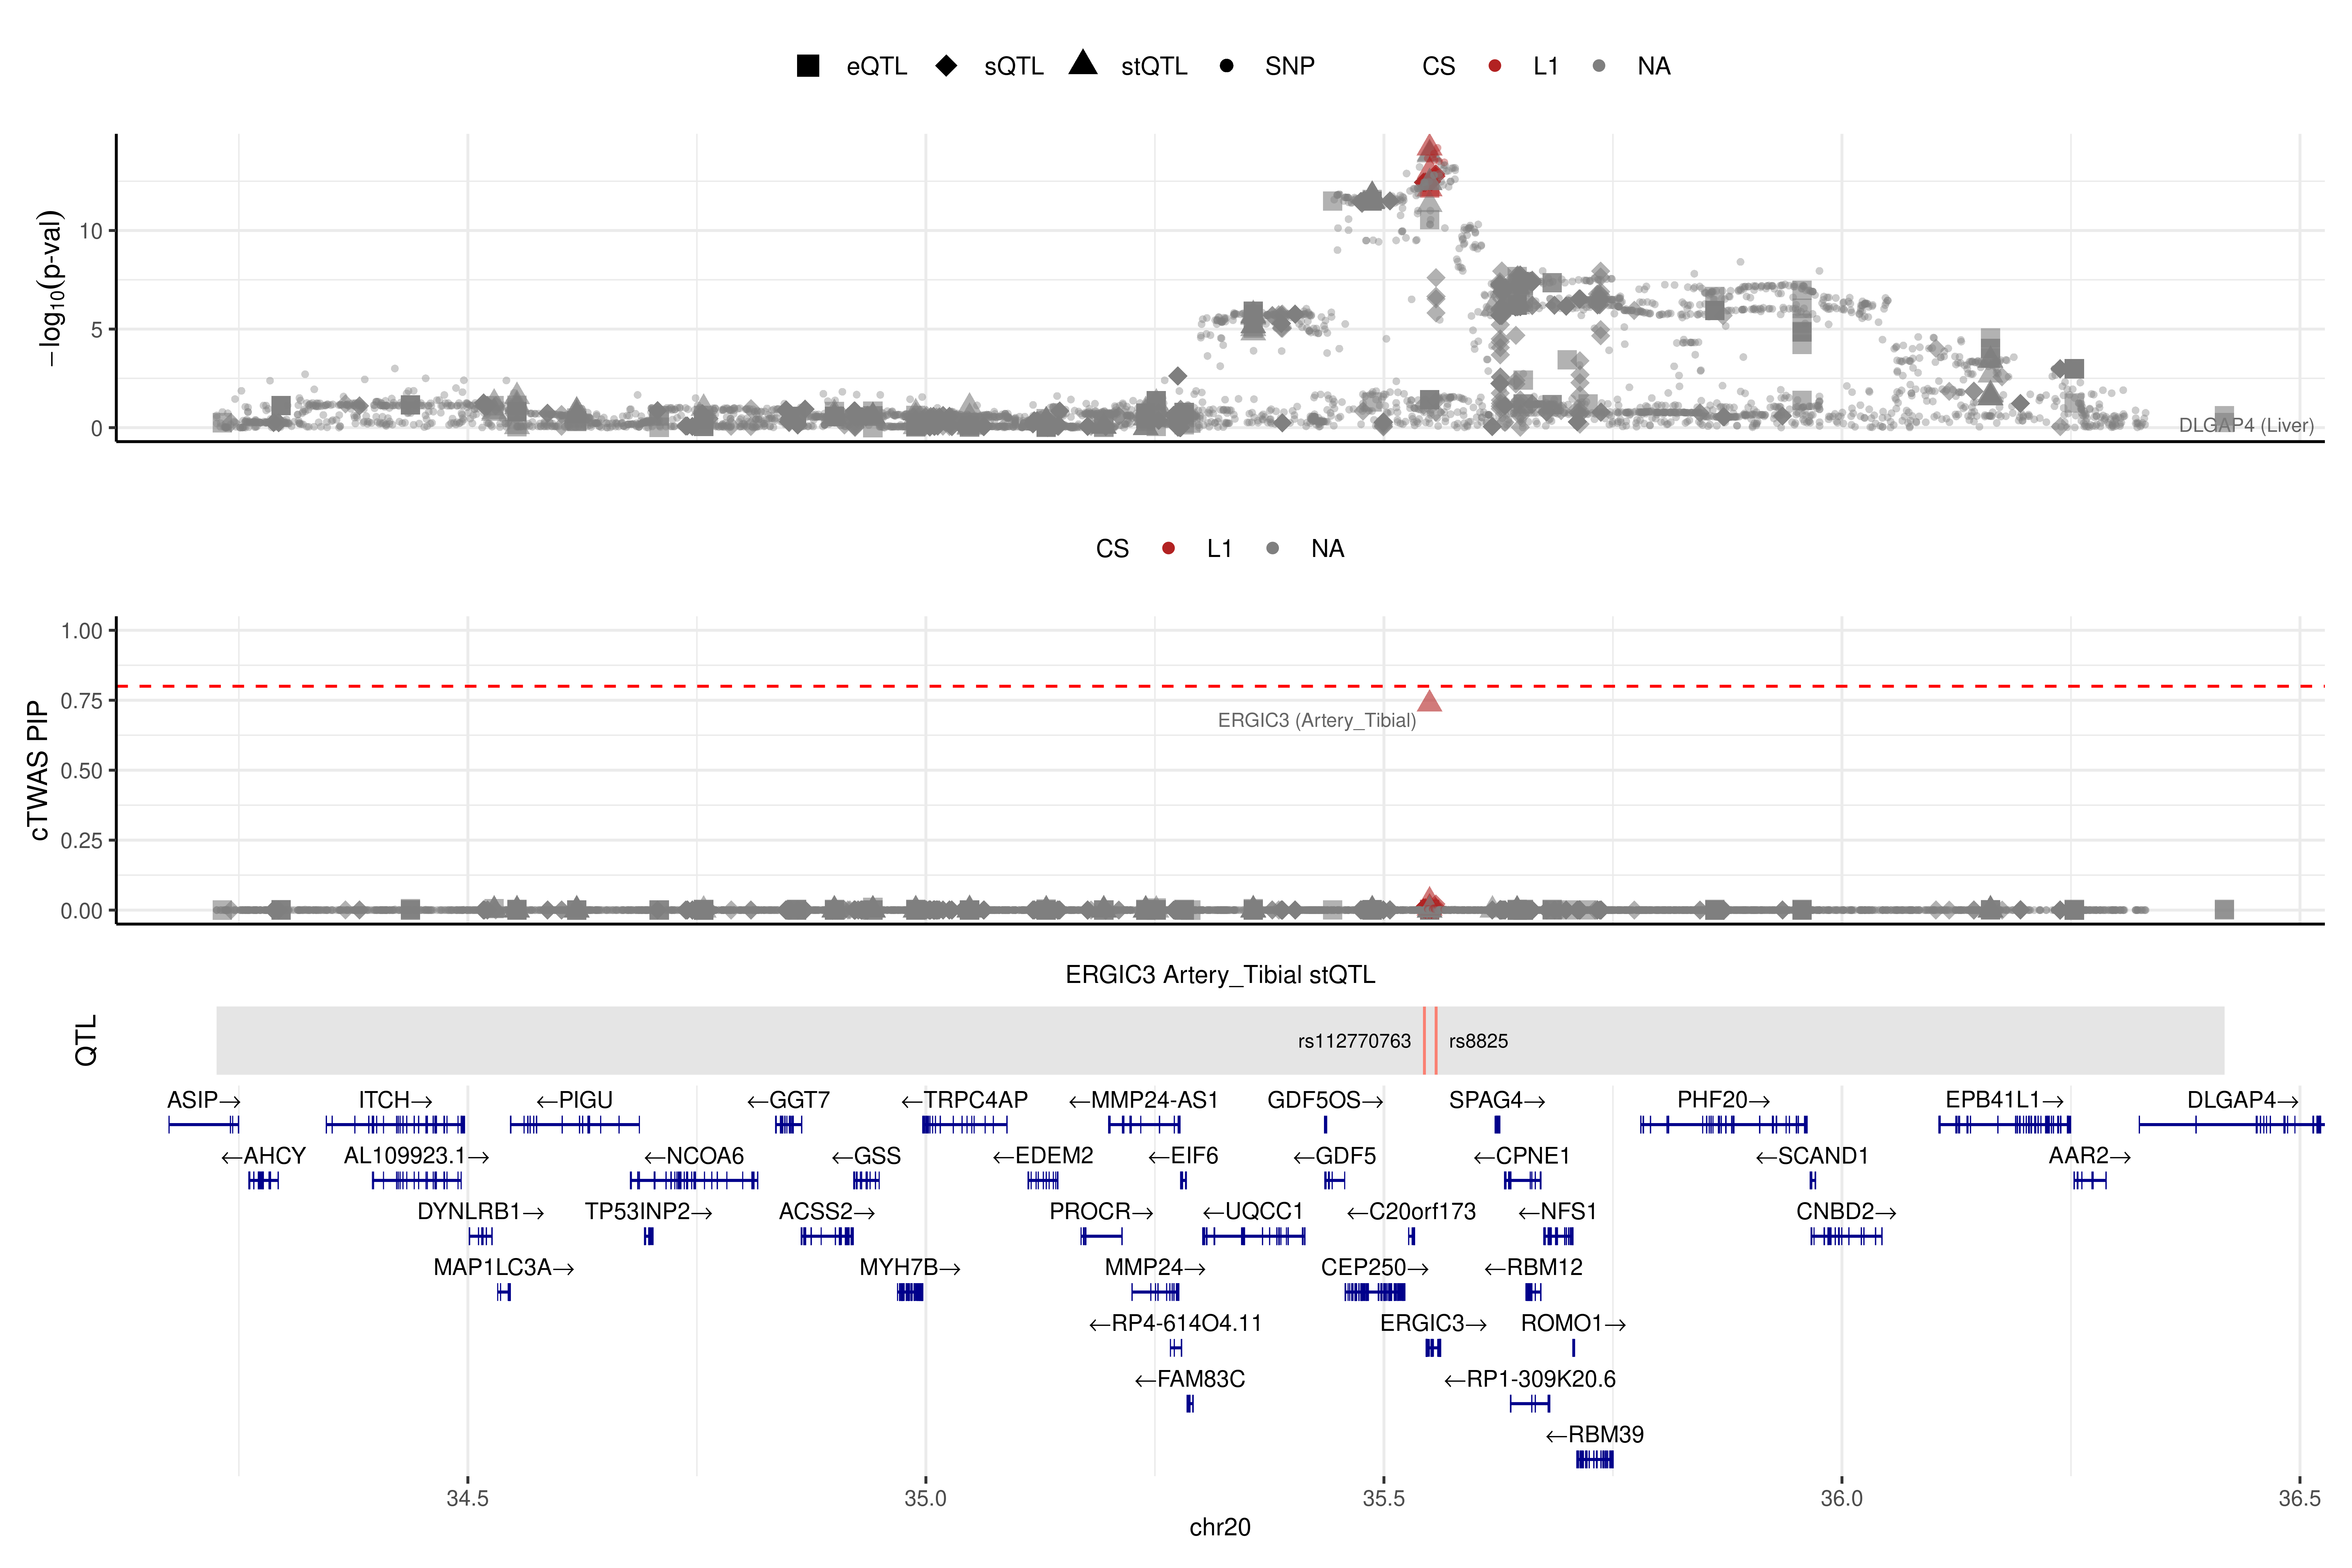 eQTL sQTL stQTL SNP CS L1 NA
−log10(p-val)
10
5
0
DLGAP4 (Liver)
CS L1 NA
cTWAS PIP
1.00
0.75
0.50
0.25
0.00
ERGIC3 (Artery_Tibial)
ERGIC3 Artery_Tibial stQTL
QTL
rs112770763 rs8825
ASIP→ ITCH→ ←PIGU ←GGT7 ←TRPC4AP ←MMP24-AS1 GDF5OS→ SPAG4→ PHF20→ EPB41L1→ DLGAP4→
←AHCY AL109923.1→ ←NCOA6 ←GSS ←EDEM2 ←EIF6 ←GDF5 ←CPNE1 ←SCAND1 AAR2→
DYNLRB1→ TP53INP2→ ACSS2→ PROCR→ ←UQCC1 ←C20orf173 ←NFS1 CNBD2→
MAP1LC3A→ MYH7B→ MMP24→ CEP250→ ←RBM12
←RP4-614O4.11 ERGIC3→ ROMO1→
←FAM83C ←RP1-309K20.6
←RBM39
34.5 35.0 35.5 36.0 36.5
chr20